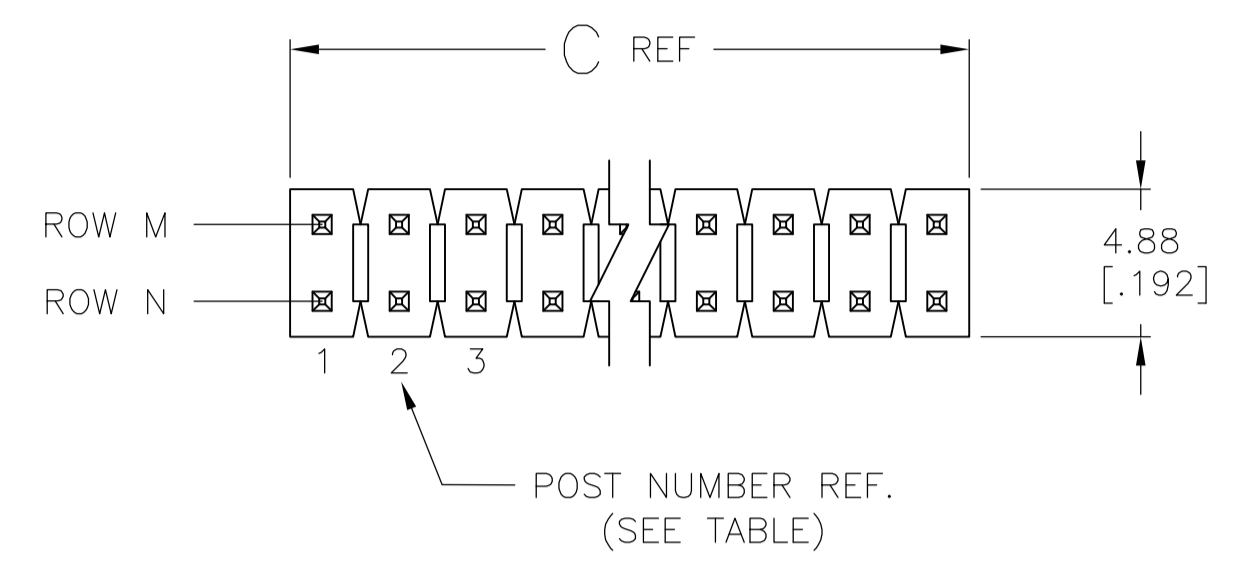 C REF
ROW M
ROW N
4.88
[.192]
1 2 3
POST NUMBER REF.
(SEE TABLE)